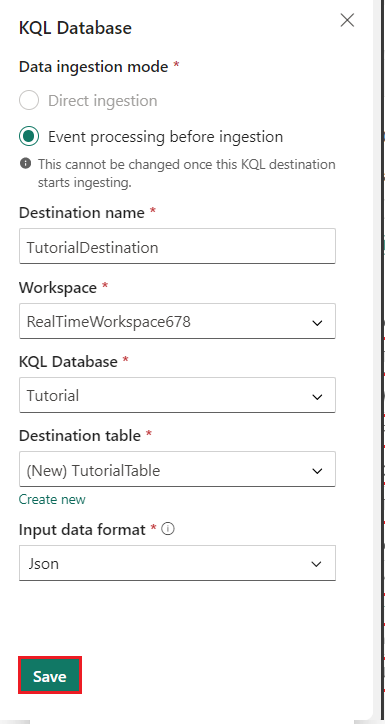 KQL Database
Data ingestion mode *
Direct ingestion
Event processing before ingestion
This cannot be changed once this KQL destination
starts ingesting.
Destination name *
TutorialDestination
Workspace *
RealTimeWorkspace678
KQL Database *
Tutorial
Destination table *
(New) TutorialTable
Create new
Input data format *
Json
Save